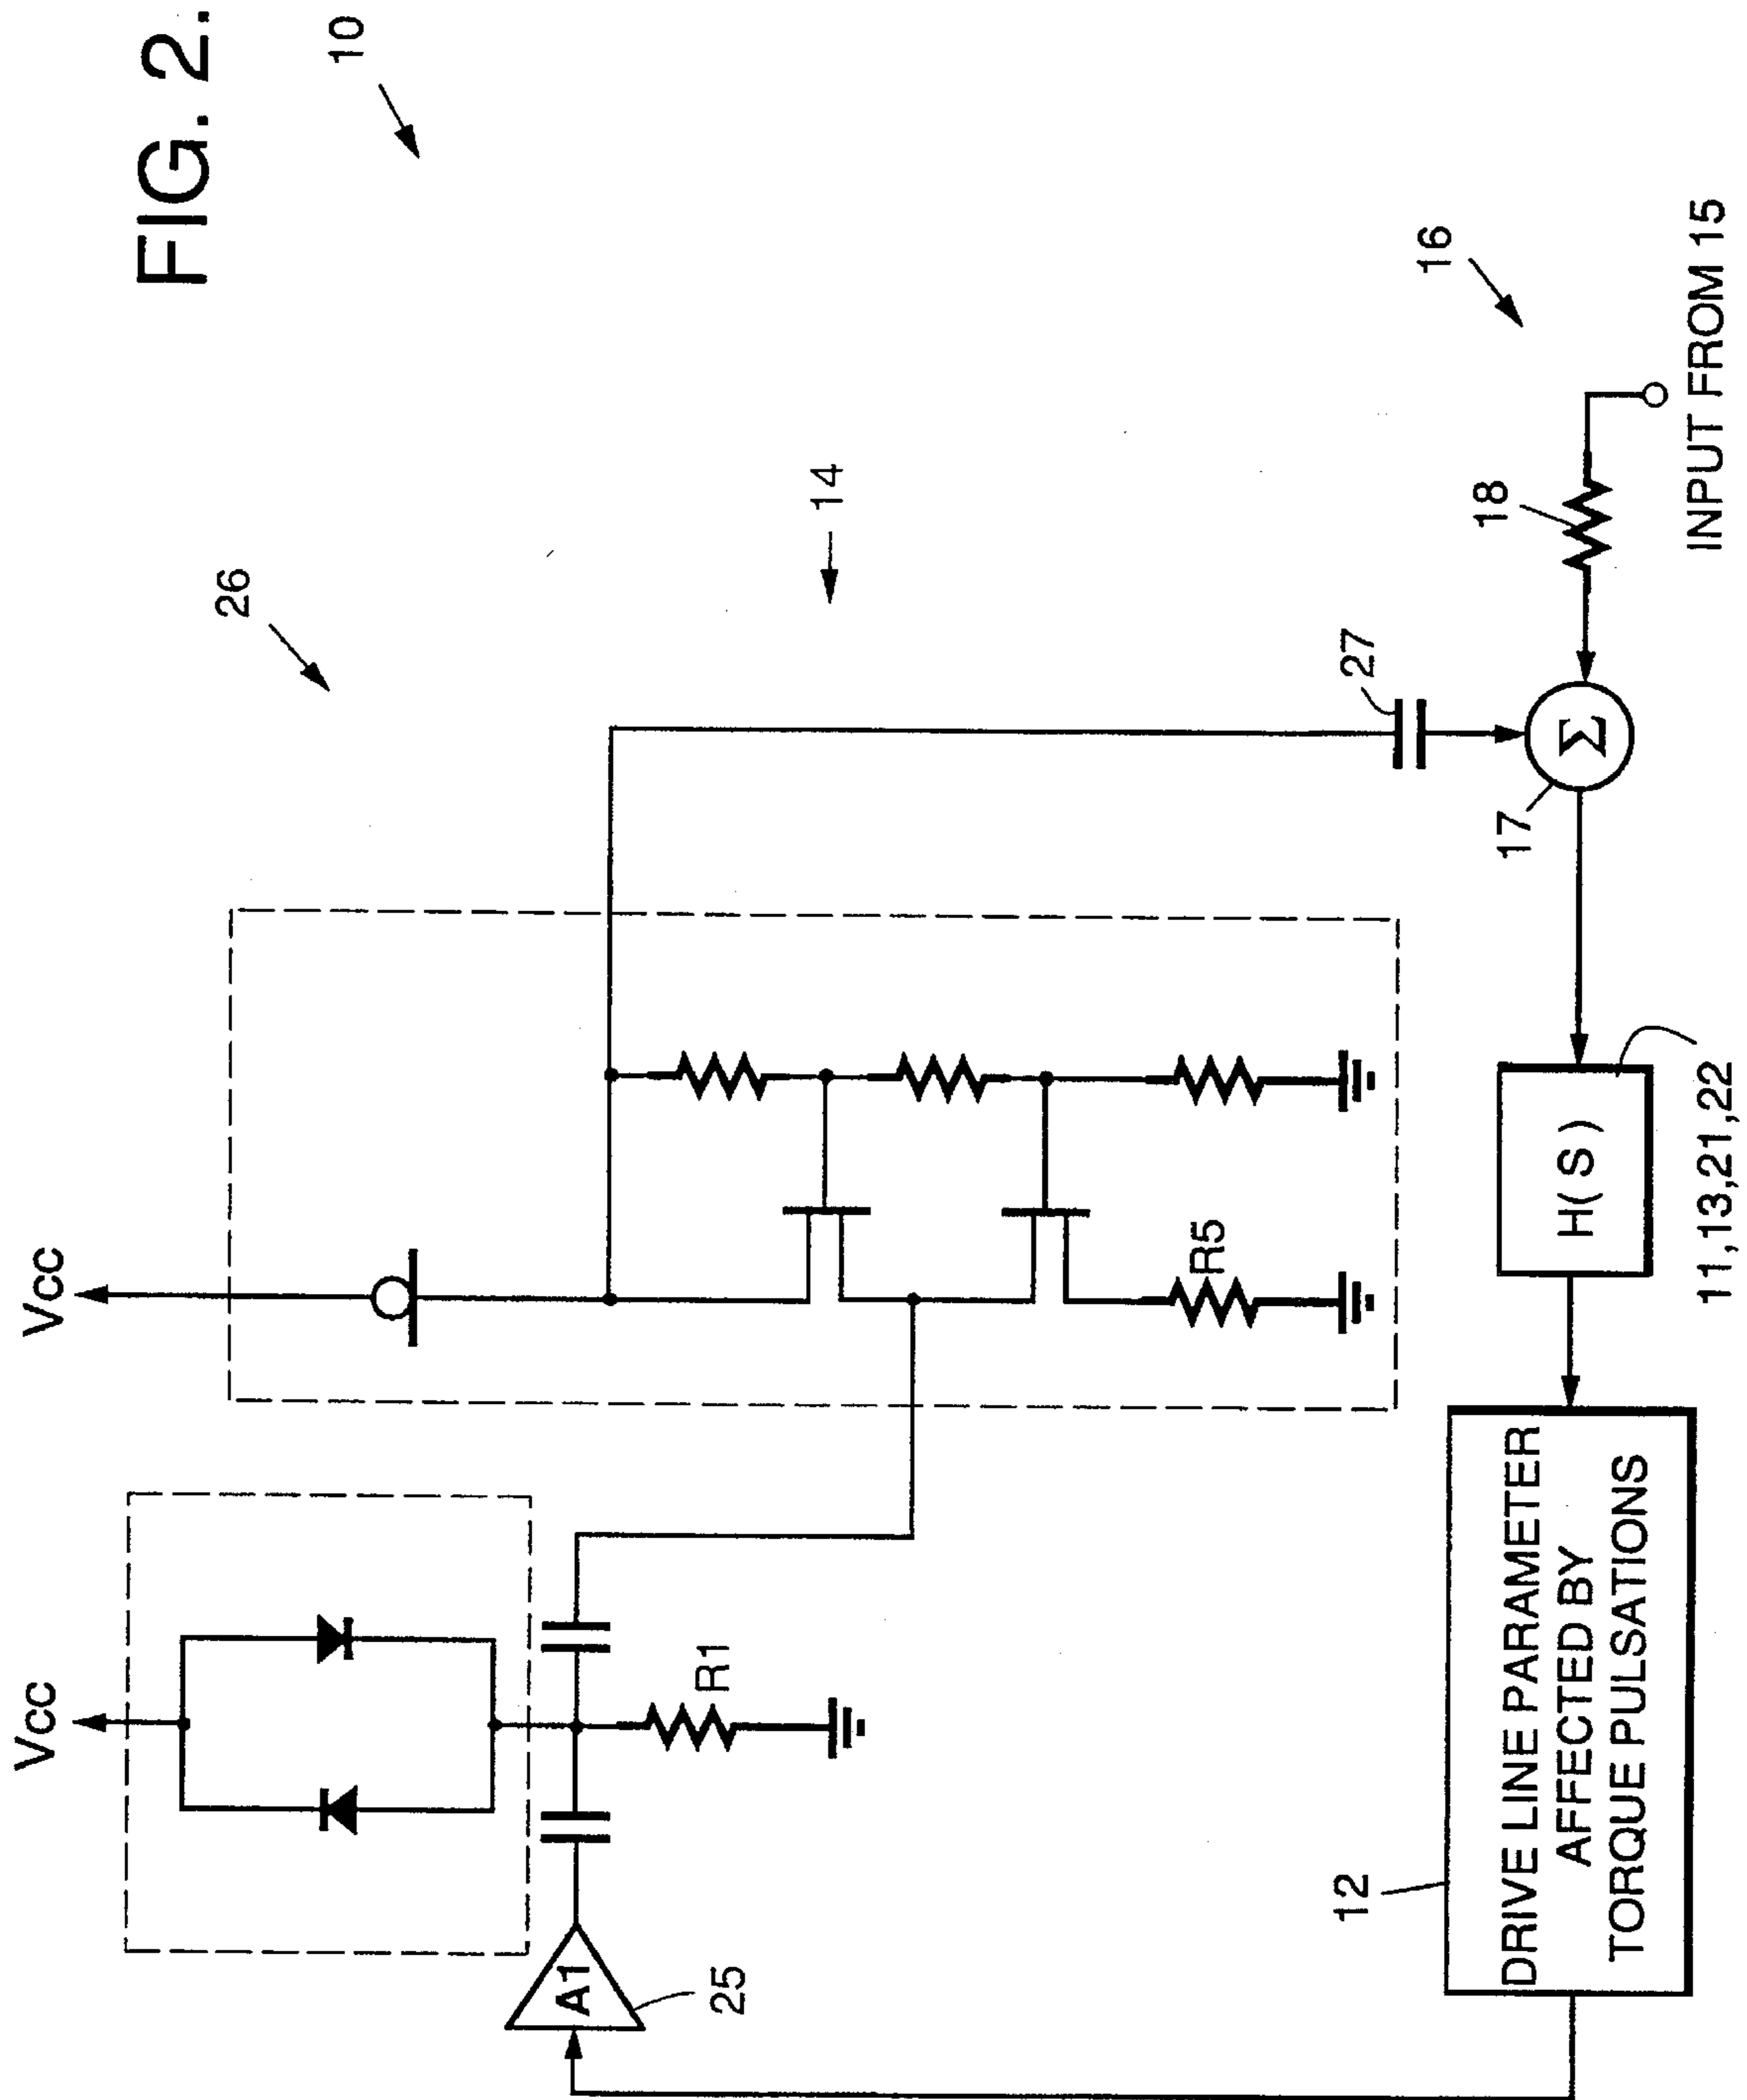 FIG. 2.
10
Vcc
Vcc
26
14
A1
25
R1
R5
27
16
18
INPUT FROM 15
17
Σ
H(S)
11,13,21,22
12
DRIVE LINE PARAMETER
AFFECTED BY
TORQUE PULSATIONS